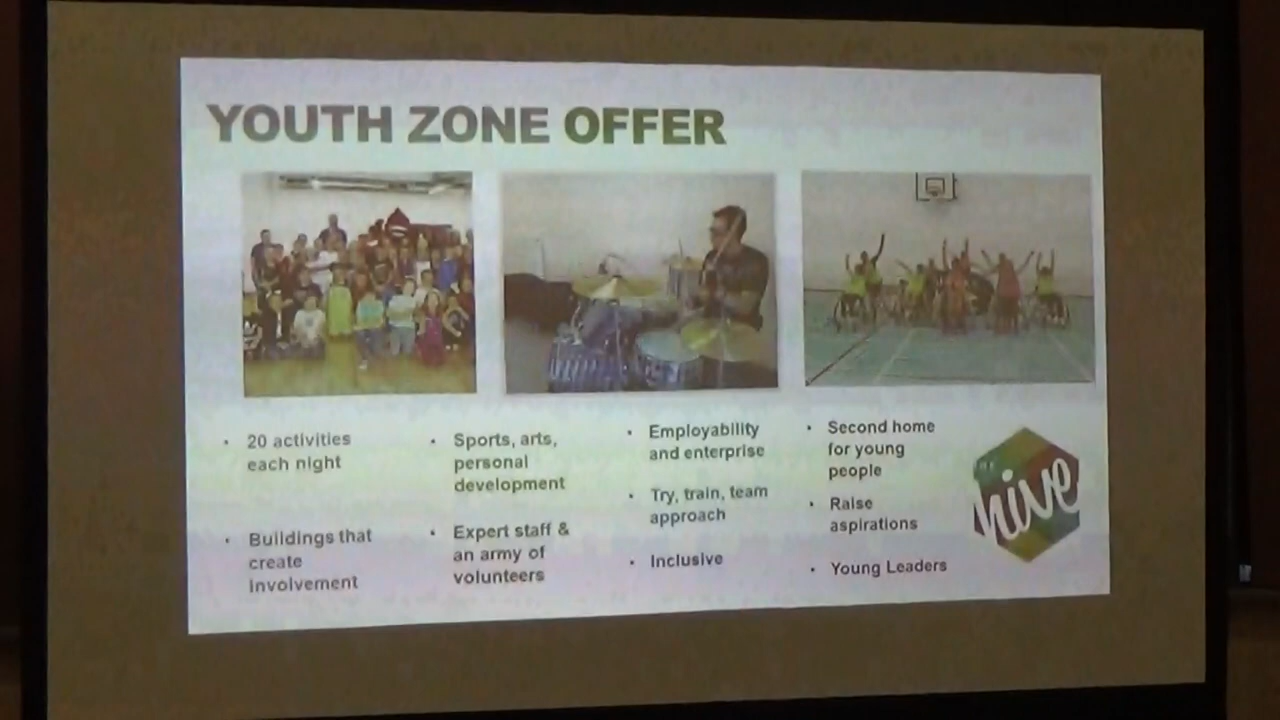 YOUTH ZONE OFFER
• 20 activities
each night
• Buildings that
create
involvement
• Sports, arts,
personal
development
• Expert staff &
an army of
volunteers
• Employability
and enterprise
• Try, train, team
approach
• Inclusive
• Second home
for young
people
• Raise
aspirations
• Young Leaders
THE
hive